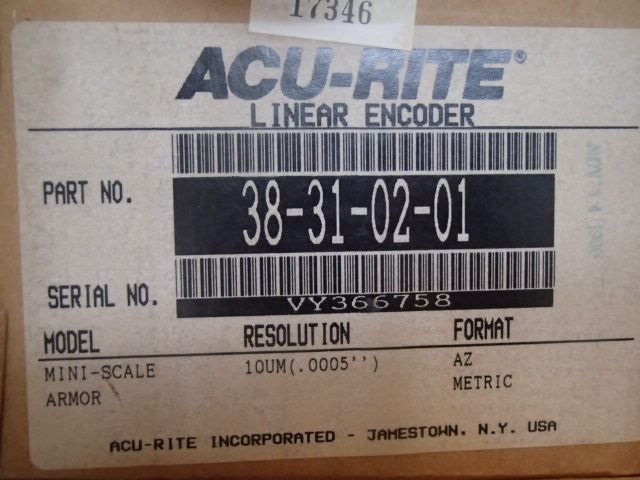 17346
ACU-RITE®
LINEAR ENCODER
PART NO.
38-31-02-01
SERIAL NO.
VY366758
MODEL RESOLUTION FORMAT
MINI-SCALE 10UM(.0005'') AZ
ARMOR METRIC
ACU-RITE INCORPORATED - JAMESTOWN, N.Y. USA